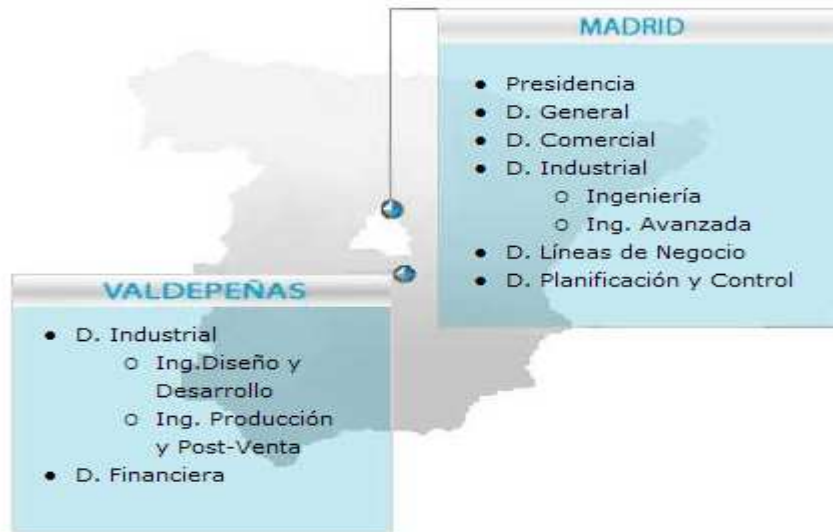 MADRID
● Presidencia
● D. General
● D. Comercial
● D. Industrial
○ Ingeniería
○ Ing. Avanzada
● D. Líneas de Negocio
● D. Planificación y Control
VALDEPEÑAS
● D. Industrial
○ Ing.Diseño y
Desarrollo
○ Ing. Producción
y Post-Venta
● D. Financiera